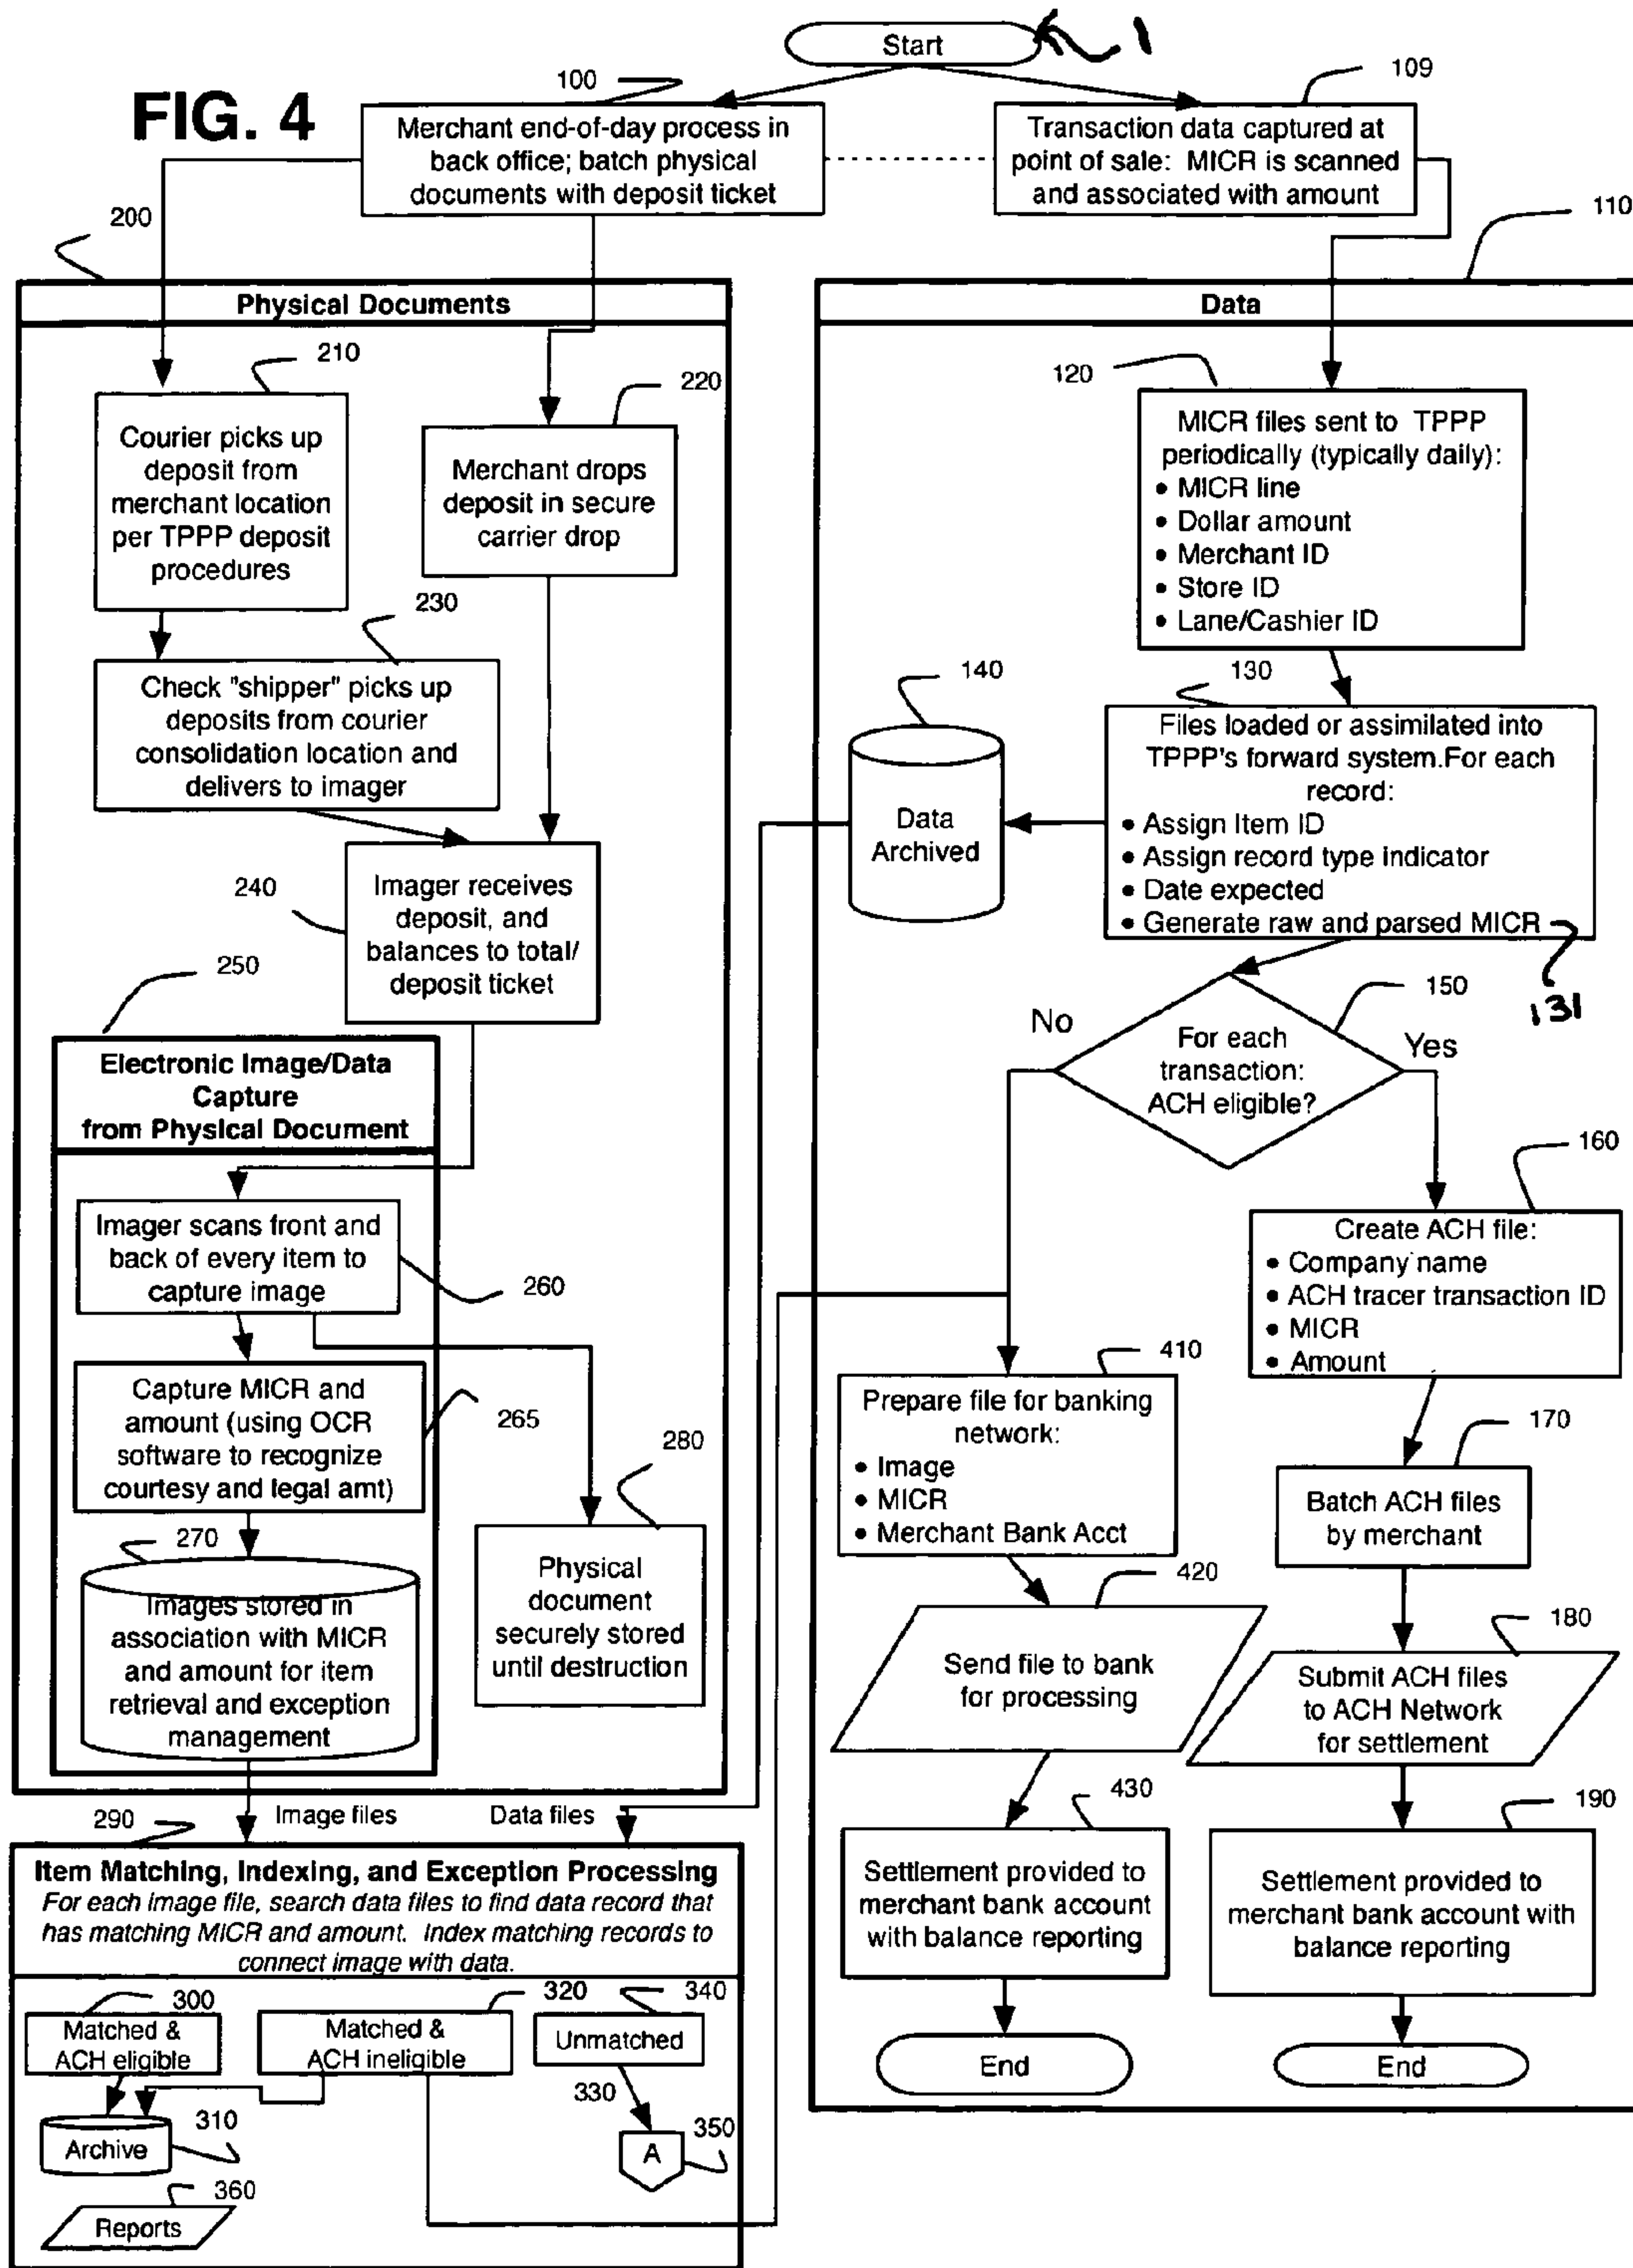 FIG. 4
Start
1
100
Merchant end-of-day process in
back office; batch physical
documents with deposit ticket
109
Transaction data captured at
point of sale: MICR is scanned
and associated with amount
200
Physical Documents
210
Courier picks up
deposit from
merchant location
per TPPP deposit
procedures
220
Merchant drops
deposit in secure
carrier drop
230
Check "shipper" picks up
deposits from courier
consolidation location and
delivers to imager
240
Imager receives
deposit, and
balances to total/
deposit ticket
250
Electronic Image/Data
Capture
from Physical Document
Imager scans front and
back of every item to
capture image
260
Capture MICR and
amount (using OCR
software to recognize
courtesy and legal amt)
265
270
Images stored in
association with MICR
and amount for item
retrieval and exception
management
280
Physical
document
securely stored
until destruction
110
Data
120
MICR files sent to TPPP
periodically (typically daily):
• MICR line
• Dollar amount
• Merchant ID
• Store ID
• Lane/Cashier ID
130
Files loaded or assimilated into
TPPP's forward system.For each
record:
• Assign Item ID
• Assign record type indicator
• Date expected
• Generate raw and parsed MICR
131
140
Data
Archived
150
For each
transaction:
ACH eligible?
No
Yes
160
Create ACH file:
• Company name
• ACH tracer transaction ID
• MICR
• Amount
410
Prepare file for banking
network:
• Image
• MICR
• Merchant Bank Acct
170
Batch ACH files
by merchant
420
Send file to bank
for processing
180
Submit ACH files
to ACH Network
for settlement
430
Settlement provided to
merchant bank account
with balance reporting
190
Settlement provided to
merchant bank account with
balance reporting
End
End
Image files
Data files
290
Item Matching, Indexing, and Exception Processing
For each image file, search data files to find data record that
has matching MICR and amount. Index matching records to
connect image with data.
300
Matched &
ACH eligible
320
Matched &
ACH ineligible
340
Unmatched
330
310
Archive
350
A
360
Reports